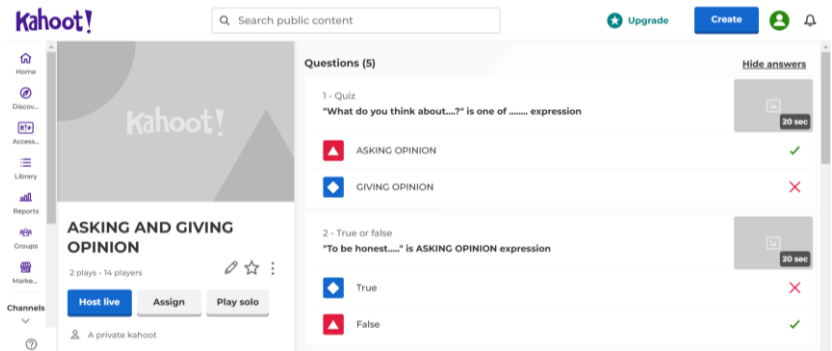 Kahoot!
Search public content
Upgrade
Create
Home
Discov...
Access...
Library
Reports
Groups
Marke...
Channels
Kahoot!
ASKING AND GIVING
OPINION
2 plays · 14 players
Host live
Assign
Play solo
A private kahoot
Questions (5)
Hide answers
1 - Quiz
"What do you think about....?" is one of ........ expression
20 sec
ASKING OPINION
GIVING OPINION
2 - True or false
"To be honest....." is ASKING OPINION expression
20 sec
True
False